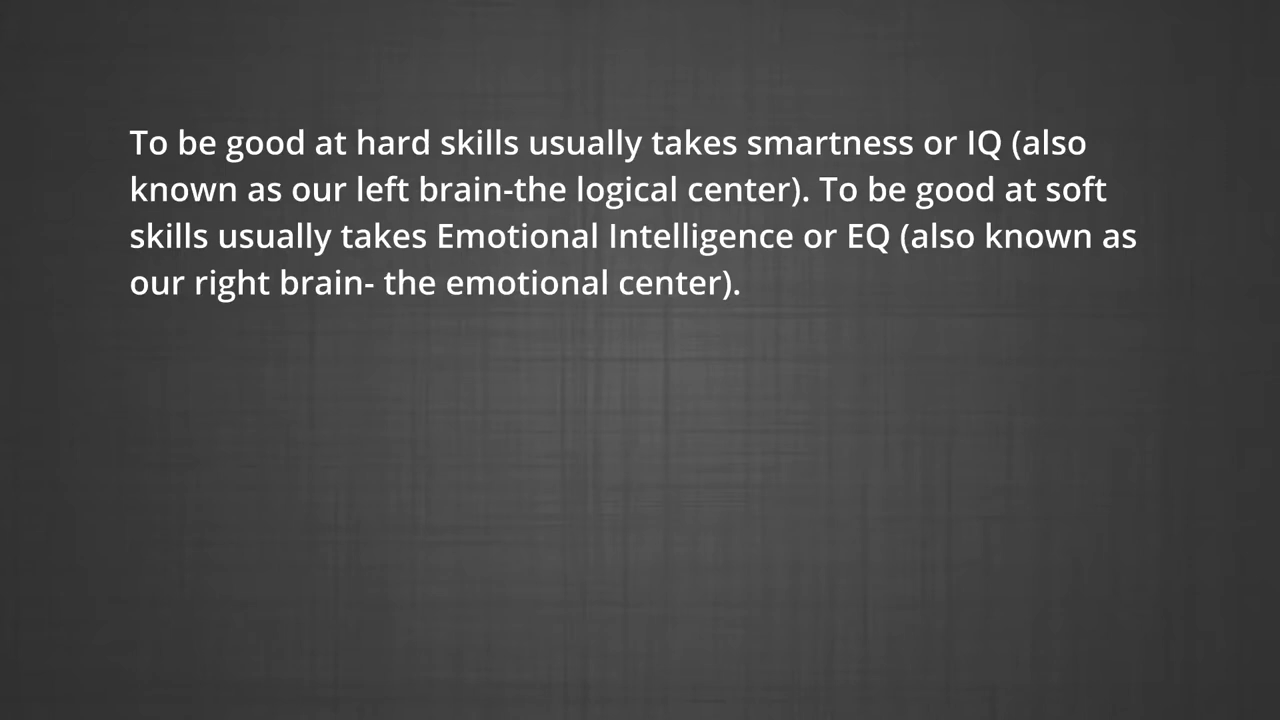 To be good at hard skills usually takes smartness or IQ (also
known as our left brain-the logical center). To be good at soft
skills usually takes Emotional Intelligence or EQ (also known as
our right brain- the emotional center).